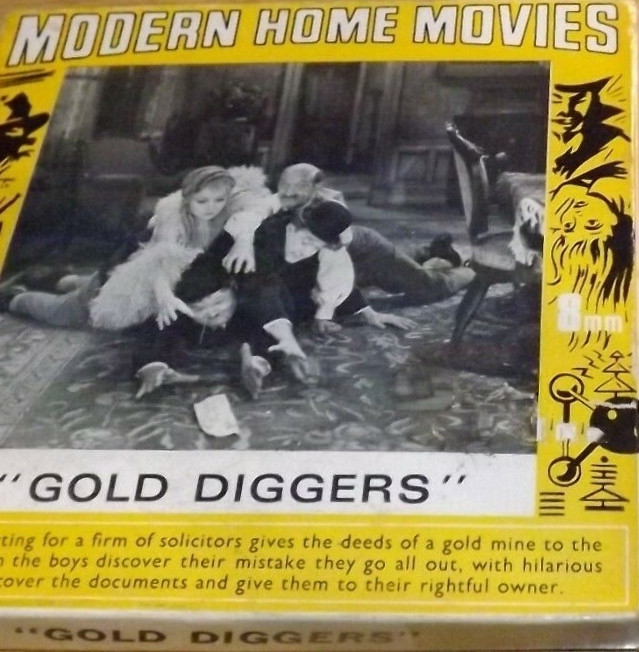 MODERN HOME MOVIES
8mm
"GOLD DIGGERS"
ting for a firm of solicitors gives the deeds of a gold mine to the
the boys discover their mistake they go all out, with hilarious
cover the documents and give them to their rightful owner.
"GOLD DIGGERS"